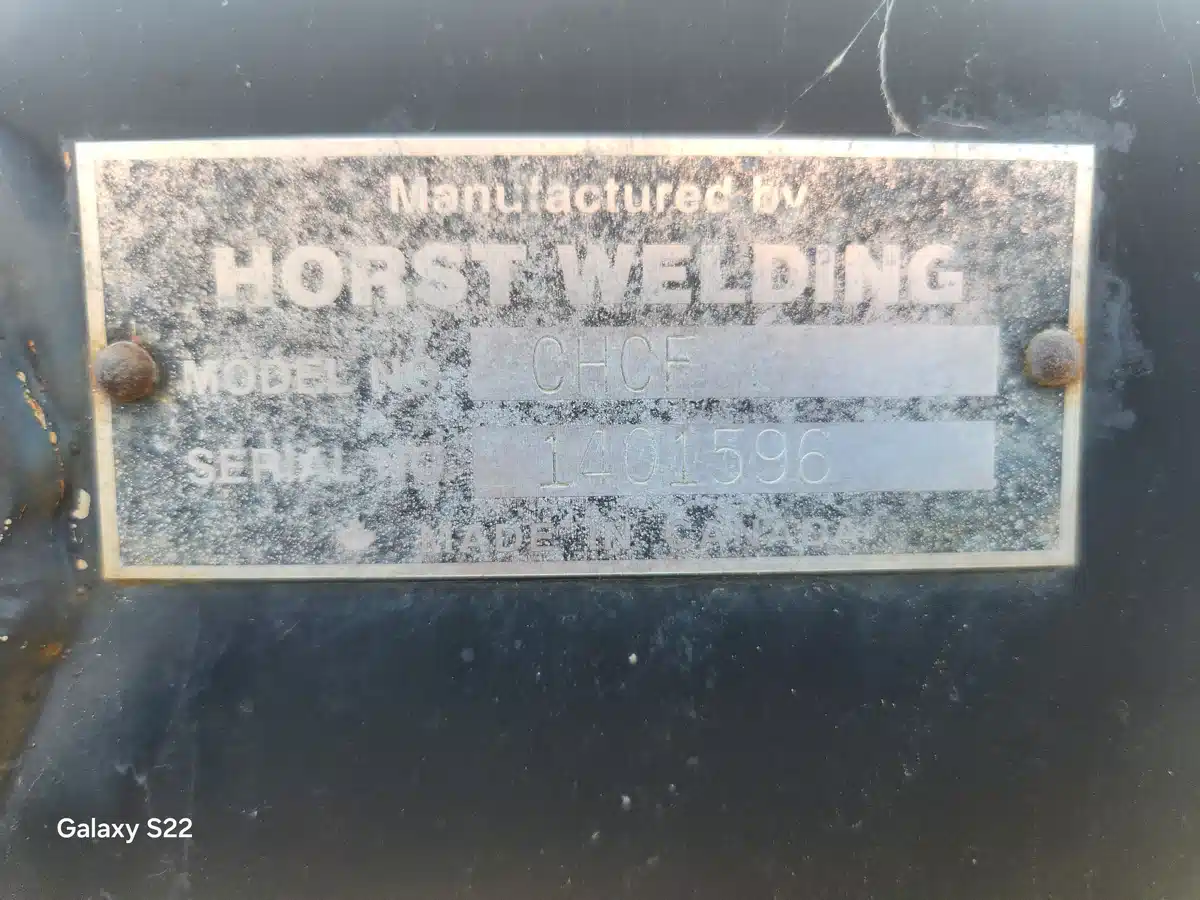 Manufactured by
HORST WELDING
MODEL NO. CHCF
SERIAL NO. 1401596
MADE IN CANADA
Galaxy S22